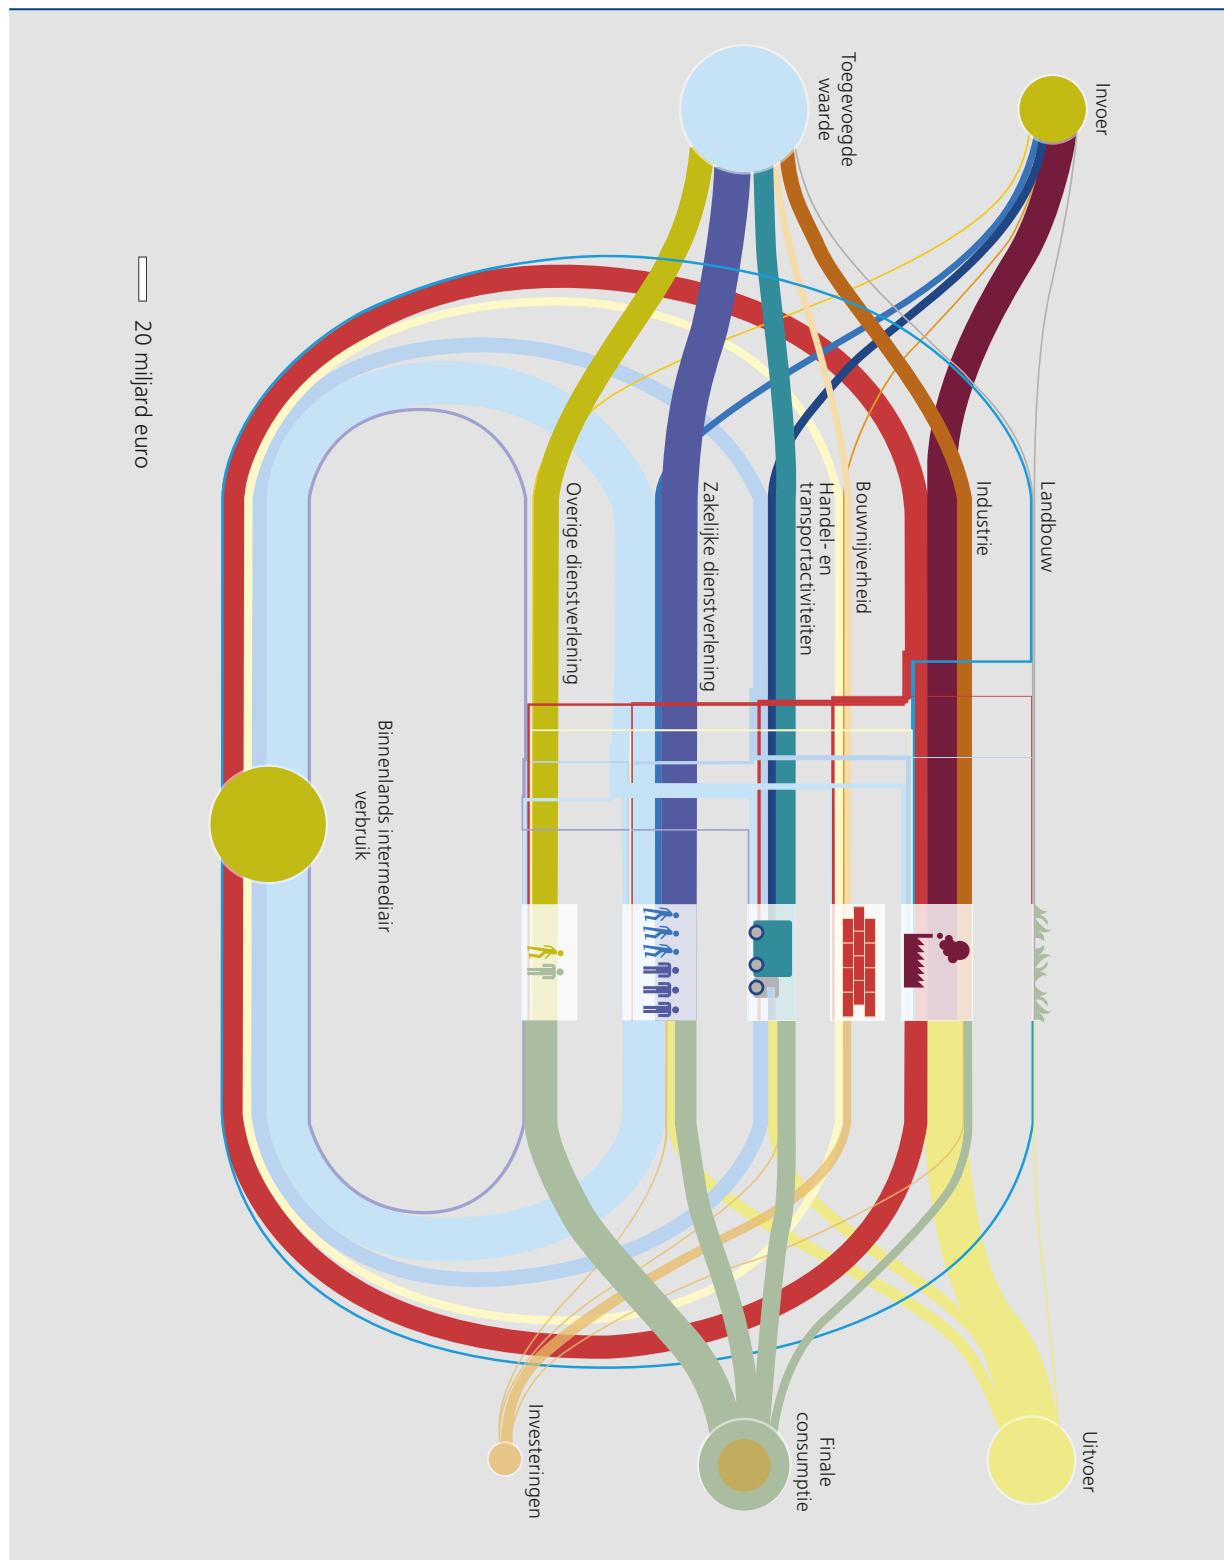 Invoer
Toegevoegde
waarde
Landbouw
Industrie
Bouwnijverheid
Handel- en
transportactiviteiten
Zakelijke dienstverlening
Overige dienstverlening
Binnenlands intermediair
verbruik
20 miljard euro
Uitvoer
Finale
consumptie
Investeringen